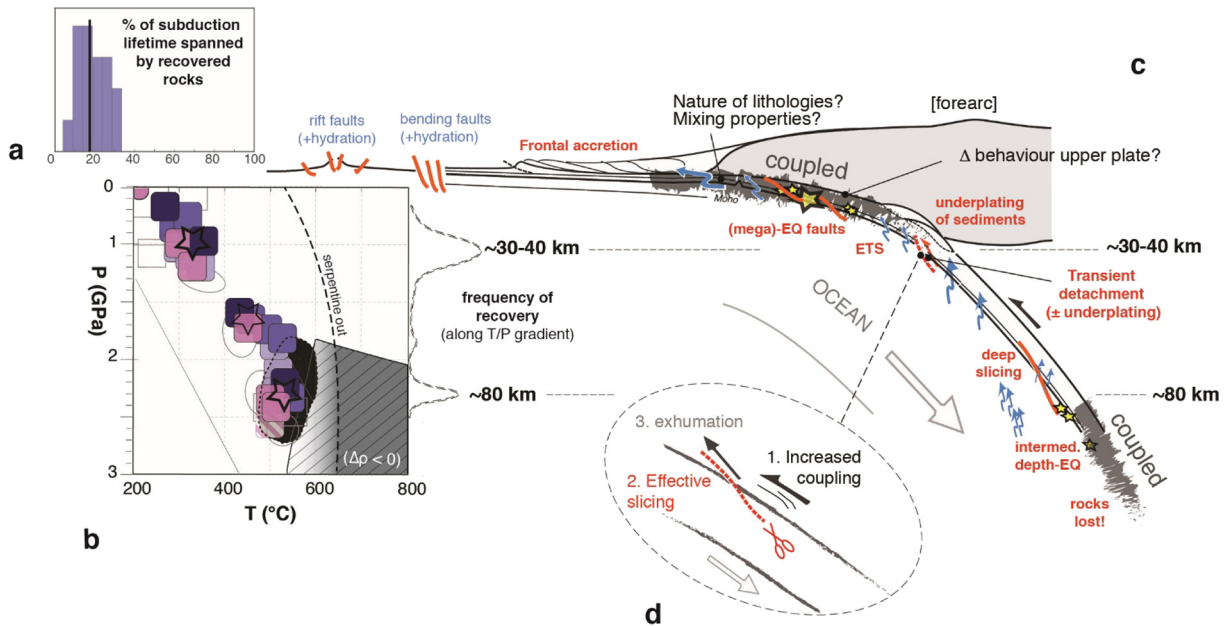 % of subduction
lifetime spanned
by recovered
rocks
0 20 40 60 80 100
a
rift faults
(+hydration)
bending faults
(+hydration)
Frontal accretion
Nature of lithologies?
Mixing properties?
c
[forearc]
coupled
Δ behaviour upper plate?
Mono
(mega)-EQ faults
underplating
of sediments
ETS
~30-40 km
~30-40 km
Transient
detachment
(± underplating)
OCEAN
deep
slicing
~80 km
~80 km
intermed.
depth-EQ
coupled
rocks
lost!
0
1
2
3
P (GPa)
serpentine out
(Δρ < 0)
200 400 600 800
T (°C)
b
frequency of
recovery
(along T/P gradient)
3. exhumation
1. Increased
coupling
2. Effective
slicing
d